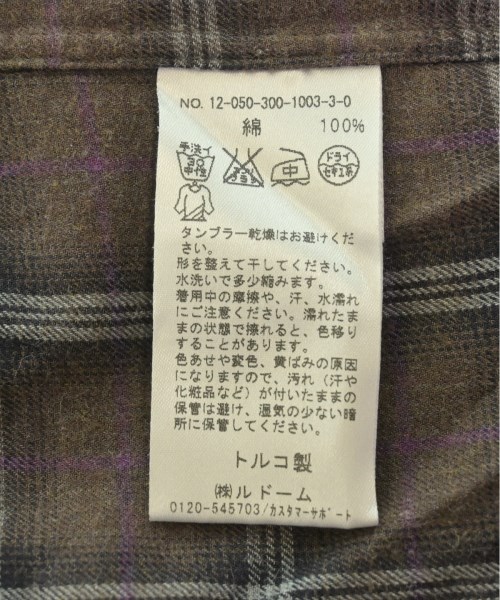 NO. 12-050-300-1003-3-0
綿 100%
手洗イ
30
中性
中
ドライ
セキユ系
タンブラー乾燥はお避けくだ
さい。
形を整えて干してください。
水洗いで多少縮みます。
着用中の摩擦や、汗、水濡れ
にご注意ください。濡れたま
まの状態で擦れると、色移り
することがあります。
色あせや変色、黄ばみの原因
になりますので、汚れ（汗や
化粧品など）が付いたままの
保管は避け、湿気の少ない暗
所に保管してください。
トルコ製
㈱ルドーム
0120-545703/カスタマーサポート